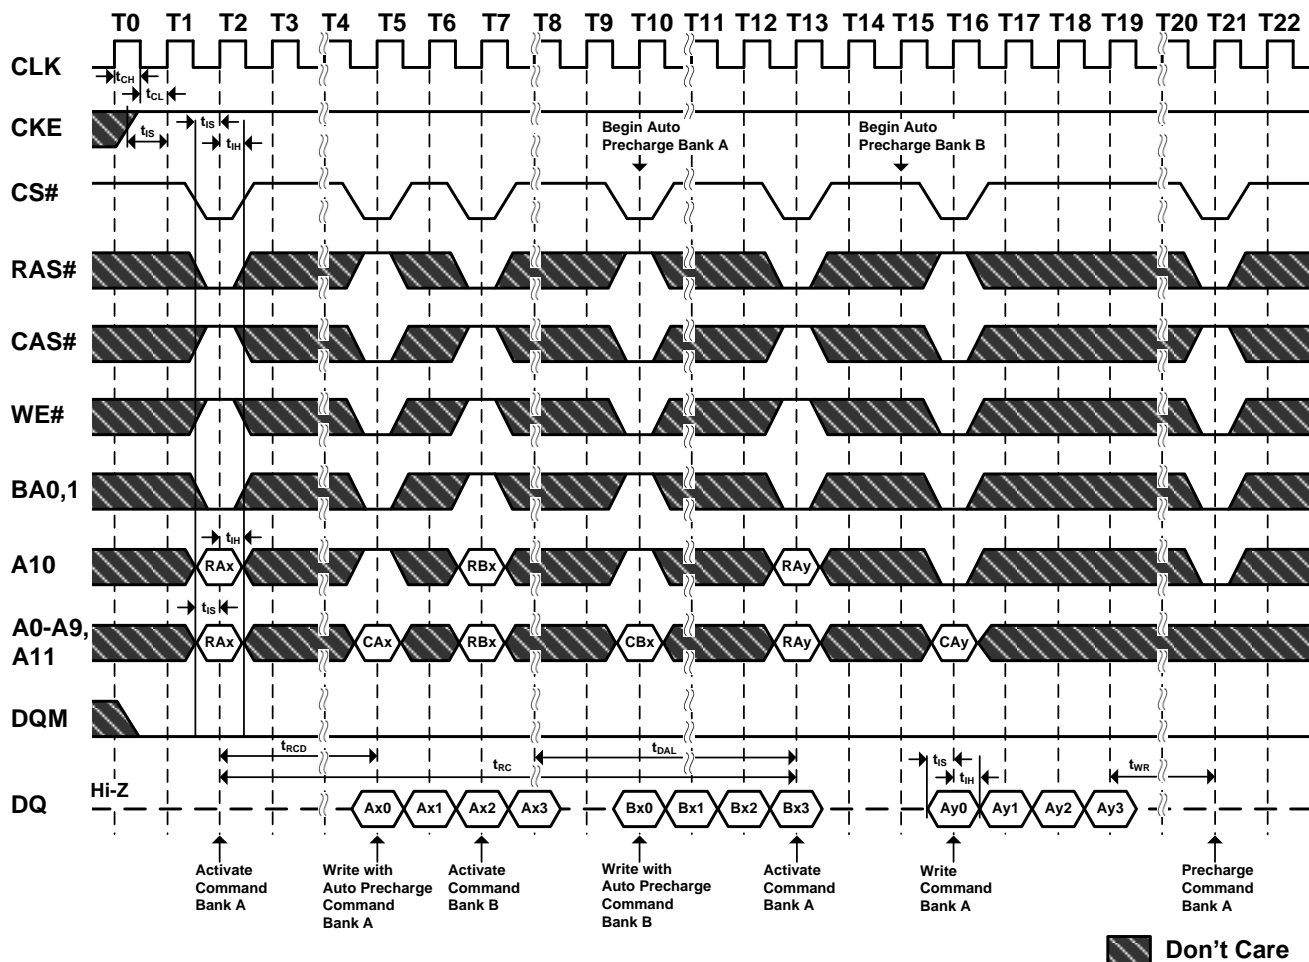 T0 T1 T2 T3 T4 T5 T6 T7 T8 T9 T10 T11 T12 T13 T14 T15 T16 T17 T18 T19 T20 T21 T22
CLK
tCH
tCL
CKE
tIS
tIS
tIH
Begin Auto
Precharge Bank A
Begin Auto
Precharge Bank B
CS#
RAS#
CAS#
WE#
BA0,1
tIH
A10
RAx RBx RAy
tIS
A0-A9,
A11
RAx CAx RBx CBx RAy CAy
DQM
tRCD
tDAL
tRC
tIS
tIH
tWR
Hi-Z
DQ
Ax0 Ax1 Ax2 Ax3 Bx0 Bx1 Bx2 Bx3 Ay0 Ay1 Ay2 Ay3
Activate
Command
Bank A
Write with
Auto Precharge
Command
Bank A
Activate
Command
Bank B
Write with
Auto Precharge
Command
Bank B
Activate
Command
Bank A
Write
Command
Bank A
Precharge
Command
Bank A
Don't Care